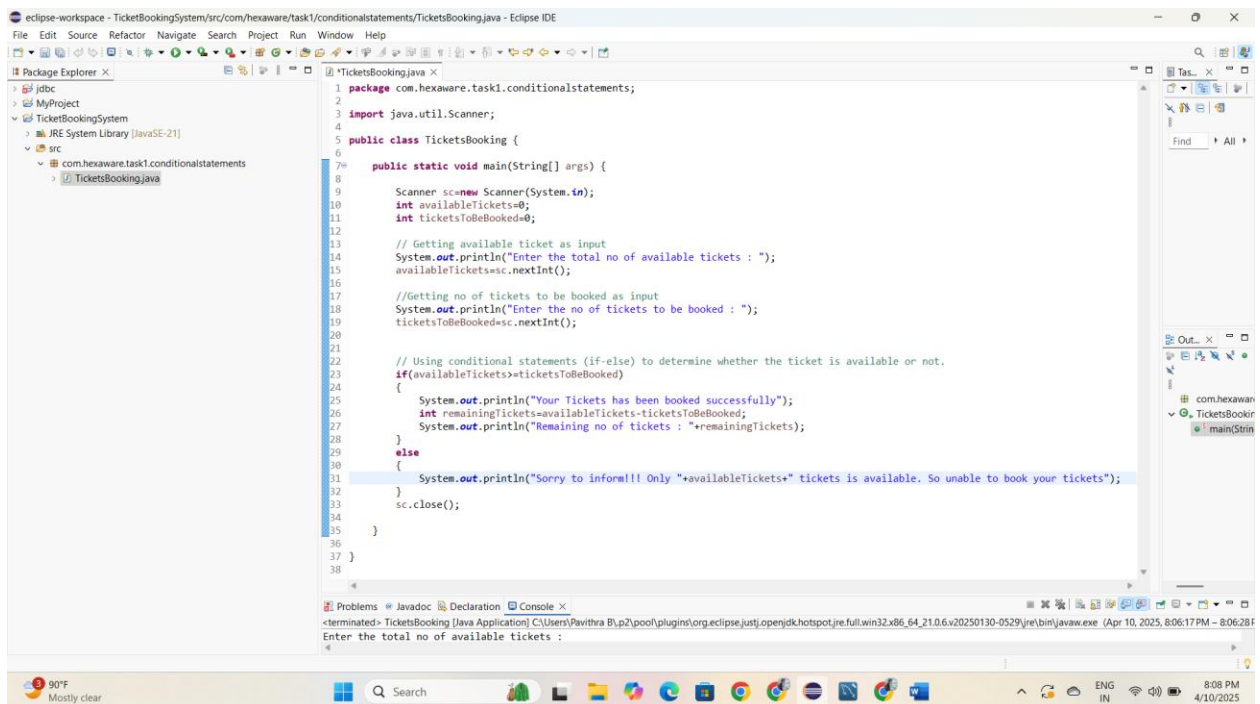 eclipse-workspace - TicketBookingSystem/src/com/hexaware/task1/conditionalstatements/TicketsBooking.java - Eclipse IDE
File Edit Source Refactor Navigate Search Project Run Window Help
Package Explorer
jdbc
MyProject
TicketBookingSystem
JRE System Library [JavaSE-21]
src
com.hexaware.task1.conditionalstatements
TicketsBooking.java
*TicketsBooking.java
1 package com.hexaware.task1.conditionalstatements;
2
3 import java.util.Scanner;
4
5 public class TicketsBooking {
6
7 public static void main(String[] args) {
8
9 Scanner sc=new Scanner(System.in);
10 int availableTickets=0;
11 int ticketsToBeBooked=0;
12
13 // Getting available ticket as input
14 System.out.println("Enter the total no of available tickets : ");
15 availableTickets=sc.nextInt();
16
17 //Getting no of tickets to be booked as input
18 System.out.println("Enter the no of tickets to be booked : ");
19 ticketsToBeBooked=sc.nextInt();
20
21
22 // Using conditional statements (if-else) to determine whether the ticket is available or not.
23 if(availableTickets>=ticketsToBeBooked)
24 {
25 System.out.println("Your Tickets has been booked successfully");
26 int remainingTickets=availableTickets-ticketsToBeBooked;
27 System.out.println("Remaining no of tickets : "+remainingTickets);
28 }
29 else
30 {
31 System.out.println("Sorry to inform!!! Only "+availableTickets+" tickets is available. So unable to book your tickets");
32 }
33 sc.close();
34
35 }
36
37 }
38
Tas...
Find All
Out...
com.hexawar
TicketsBookin
main(Strin
Problems Javadoc Declaration Console
<terminated> TicketsBooking [Java Application] C:\Users\Pavithra B\.p2\pool\plugins\org.eclipse.justj.openjdk.hotspot.jre.full.win32.x86_64_21.0.6.v20250130-0529\jre\bin\javaw.exe (Apr 10, 2025, 8:06:17 PM – 8:06:28 P
Enter the total no of available tickets :
3
90°F
Mostly clear
Search
ENG
IN
8:08 PM
4/10/2025